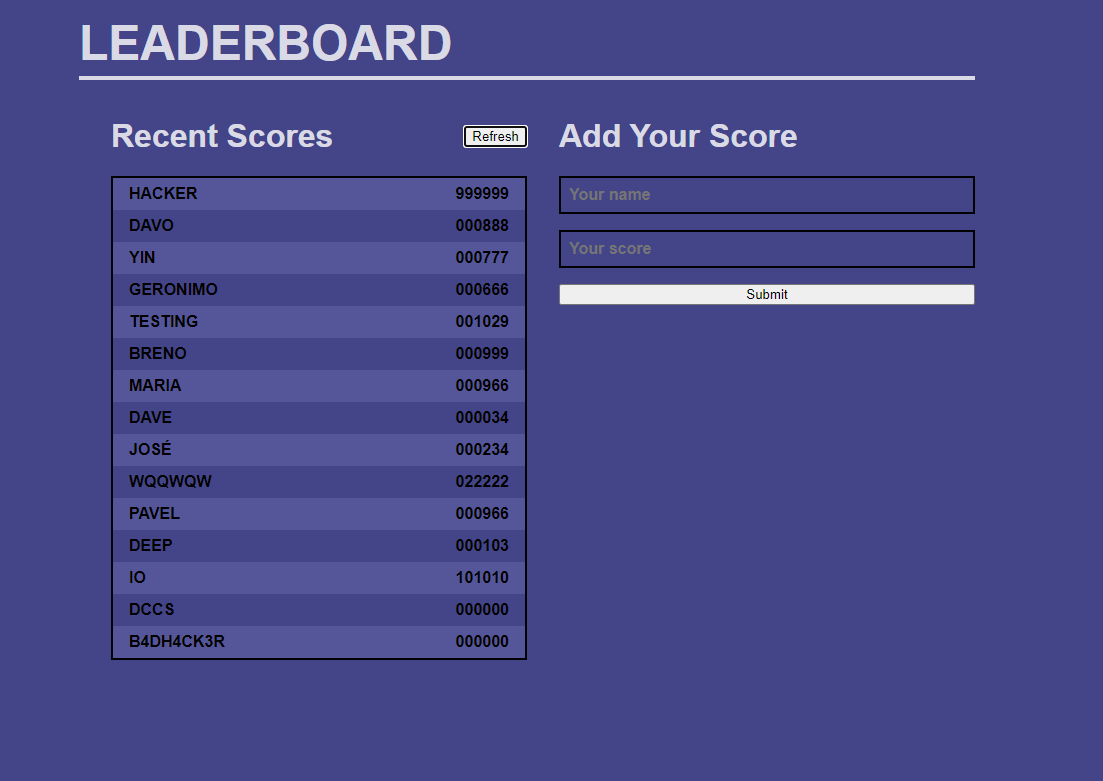 LEADERBOARD
Recent Scores
Refresh
HACKER 999999
DAVO 000888
YIN 000777
GERONIMO 000666
TESTING 001029
BRENO 000999
MARIA 000966
DAVE 000034
JOSÉ 000234
WQQWQW 022222
PAVEL 000966
DEEP 000103
IO 101010
DCCS 000000
B4DH4CK3R 000000
Add Your Score
Your name
Your score
Submit